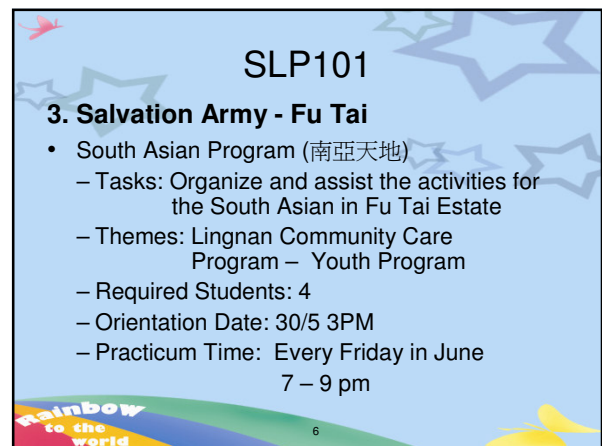 SLP101
3. Salvation Army - Fu Tai
• South Asian Program (南亞天地)
– Tasks: Organize and assist the activities for
the South Asian in Fu Tai Estate
– Themes: Lingnan Community Care
Program – Youth Program
– Required Students: 4
– Orientation Date: 30/5 3PM
– Practicum Time: Every Friday in June
7 – 9 pm
Rainbow
to the
world
6